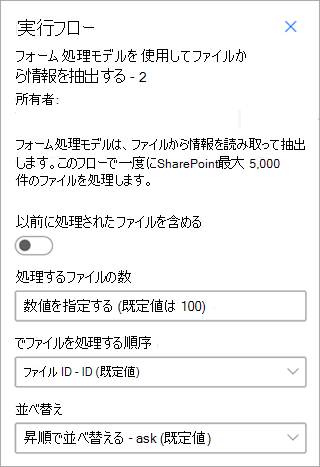 実行フロー
フォーム 処理モデルを 使用してファイルか
ら情報を抽出する - 2
所有者:
フォーム処理モデルは、ファイルから情報を読み取って抽出
します。このフローで一度にSharePoint最大 5,000
件のファイルを処理します。
以前に処理されたファイルを含める
処理するファイルの数
数値を指定する (既定値は 100)
でファイルを処理する順序
ファイル ID - ID (既定値)
並べ替え
昇順で並べ替える - ask (既定値)